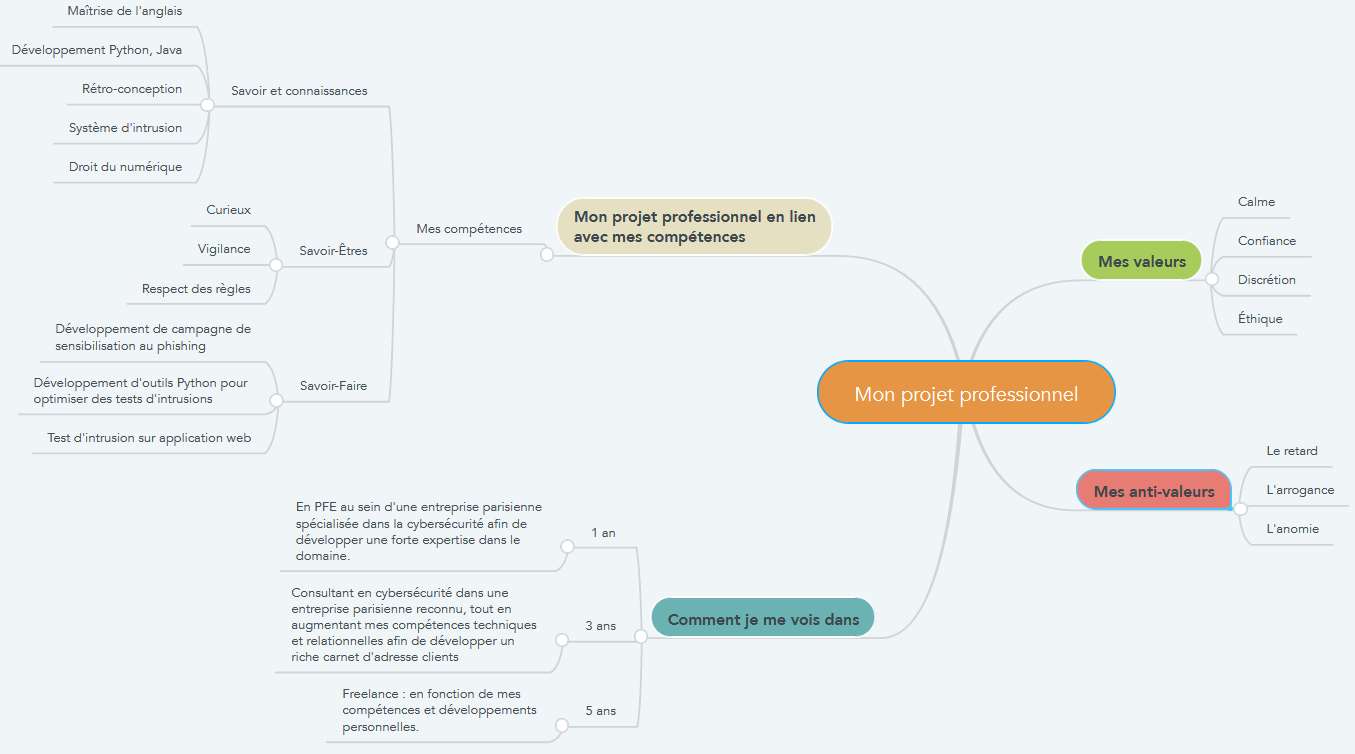 Mon projet professionnel
Mon projet professionnel en lien
avec mes compétences
Mes compétences
Savoir et connaissances
Maîtrise de l'anglais
Développement Python, Java
Rétro-conception
Système d'intrusion
Droit du numérique
Savoir-Êtres
Curieux
Vigilance
Respect des règles
Savoir-Faire
Développement de campagne de
sensibilisation au phishing
Développement d'outils Python pour
optimiser des tests d'intrusions
Test d'intrusion sur application web
Comment je me vois dans
1 an
En PFE au sein d'une entreprise parisienne
spécialisée dans la cybersécurité afin de
développer une forte expertise dans le
domaine.
3 ans
Consultant en cybersécurité dans une
entreprise parisienne reconnu, tout en
augmentant mes compétences techniques
et relationnelles afin de développer un
riche carnet d'adresse clients
5 ans
Freelance : en fonction de mes
compétences et développements
personnelles.
Mes valeurs
Calme
Confiance
Discrétion
Éthique
Mes anti-valeurs
Le retard
L'arrogance
L'anomie